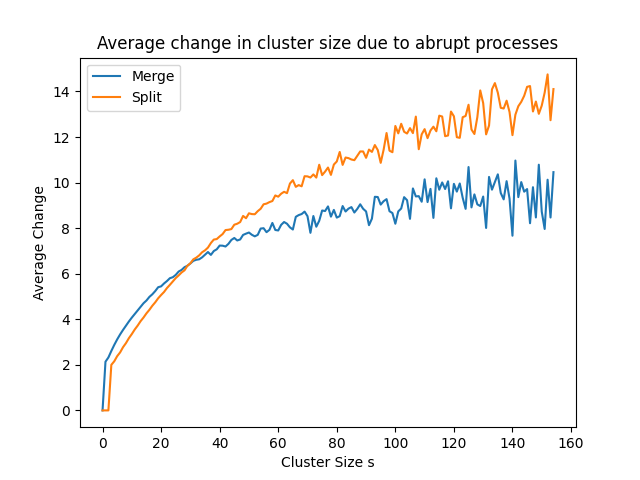 Average change in cluster size due to abrupt processes
Merge
Split
14
12
10
8
6
4
2
0
Average Change
0 20 40 60 80 100 120 140 160
Cluster Size s